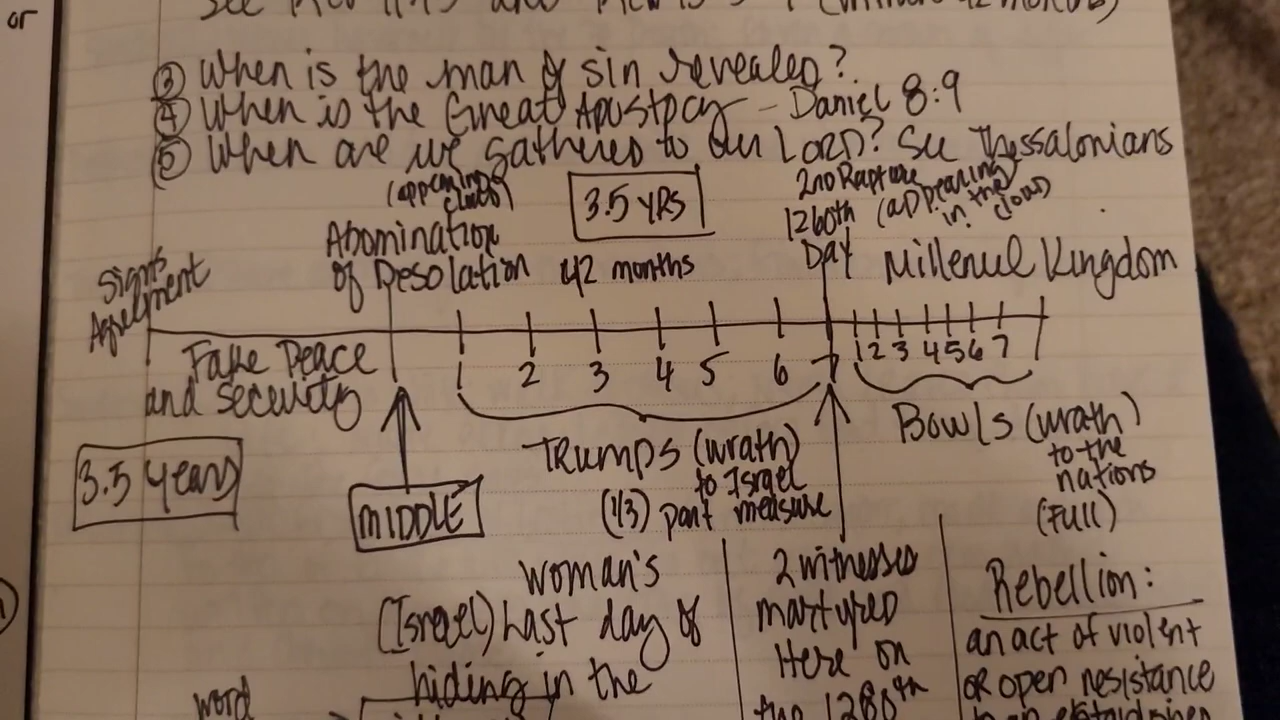 or
③ When is the man of sin revealed?
④ When is the Great Apostpcy - Daniel 8:9
⑤ When are we gathered to our LORD? See Thessalonians
(appearing
clouds)
3.5 YRS
2nd Rapture
1260th (appearing
in the
cloud)
Day
Abomination
of Desolation
42 months
Millenul Kingdom
Signs
Agreement
Fake Peace
and security
1 2 3 4 5 6 7
1 2 3 4 5 6 7
3.5 years
MIDDLE
TRUMPS (wrath)
to Israel
(1/3) part measure
Bowls (wrath)
to the
nations
(Full)
woman's
(Israel) Last day of
hiding in the
2 witnesses
martyred
Here on
the 1280th
Rebellion:
an act of violent
or open resistance
word